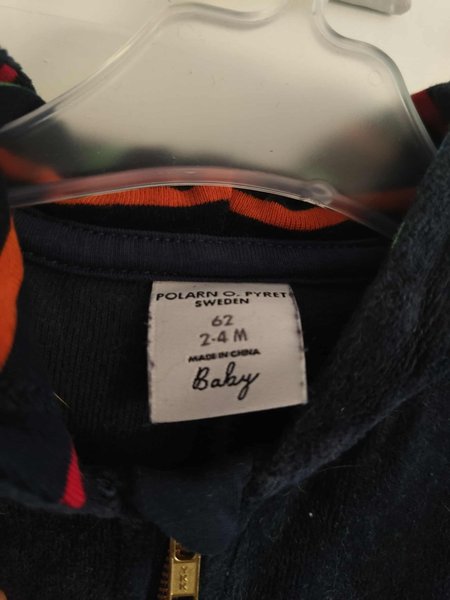 POLARN O. PYRET
SWEDEN
62
2-4 M
MADE IN CHINA
Baby